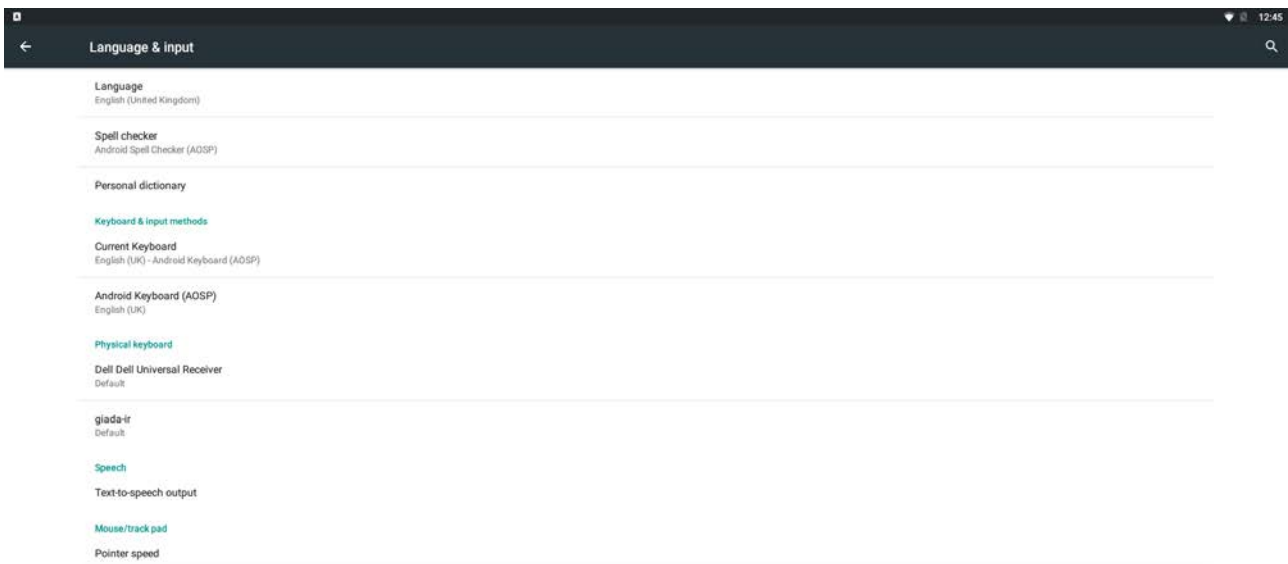 12:45
Language & input
Language
English (United Kingdom)
Spell checker
Android Spell Checker (AOSP)
Personal dictionary
Keyboard & input methods
Current Keyboard
English (UK) - Android Keyboard (AOSP)
Android Keyboard (AOSP)
English (UK)
Physical keyboard
Dell Dell Universal Receiver
Default
giada-ir
Default
Speech
Text-to-speech output
Mouse/track pad
Pointer speed